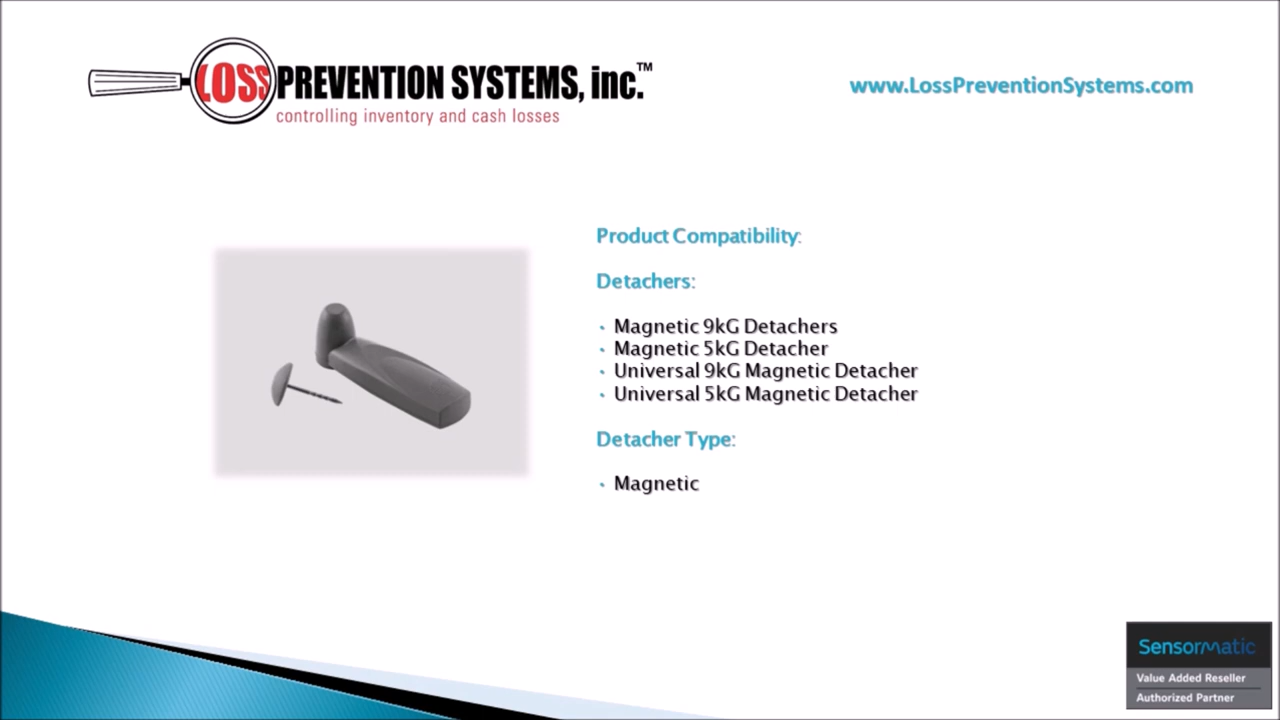 LOSS PREVENTION SYSTEMS, inc.™
controlling inventory and cash losses
www.LossPreventionSystems.com
Product Compatibility:
Detachers:
• Magnetic 9kG Detachers
• Magnetic 5kG Detacher
• Universal 9kG Magnetic Detacher
• Universal 5kG Magnetic Detacher
Detacher Type:
• Magnetic
Sensormatic
Value Added Reseller
Authorized Partner